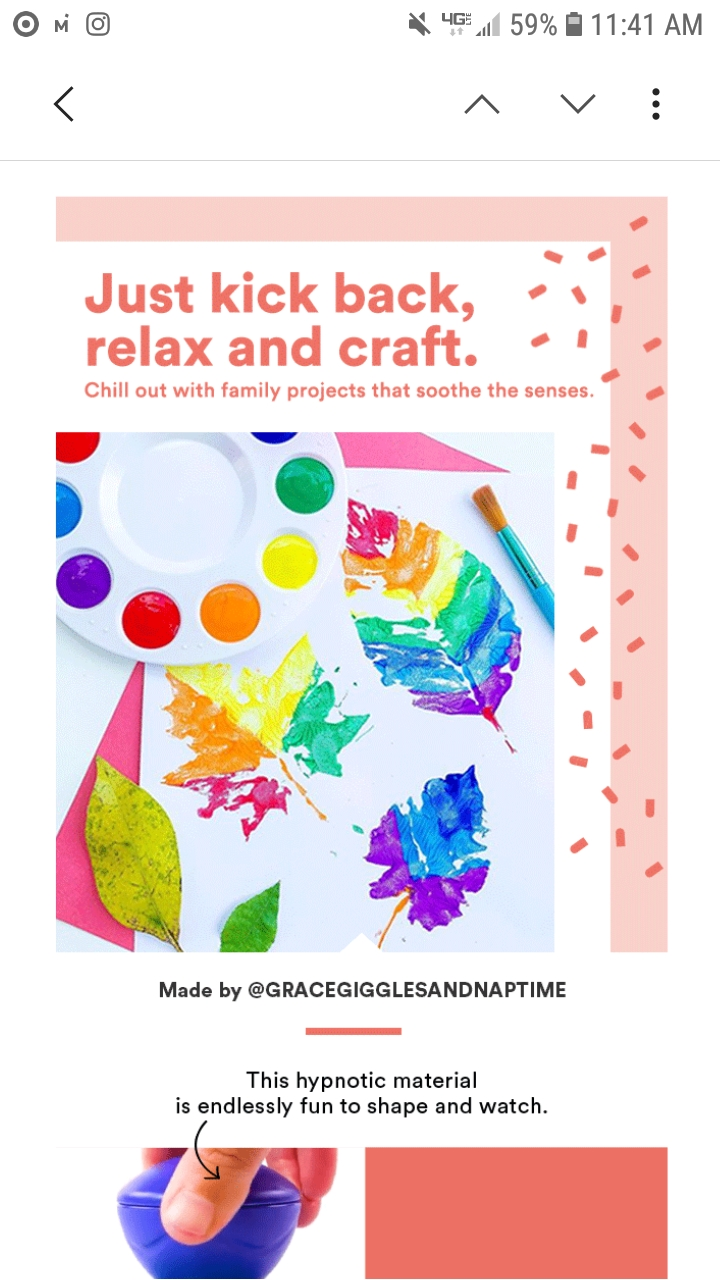 59% 11:41 AM
Just kick back,
relax and craft.
Chill out with family projects that soothe the senses.
Made by @GRACEGIGGLESANDNAPTIME
This hypnotic material
is endlessly fun to shape and watch.